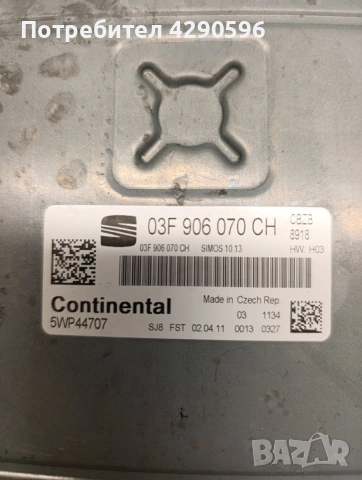 Потребител 4290596
03F 906 070 CH
CBZB
8918
03F 906 070 CH SIMOS 10.13 HW: H03
Continental
5WP44707
Made in Czech Rep.
03 1134
SJ8 FST 02.04.11 0013 0327
BAZAR